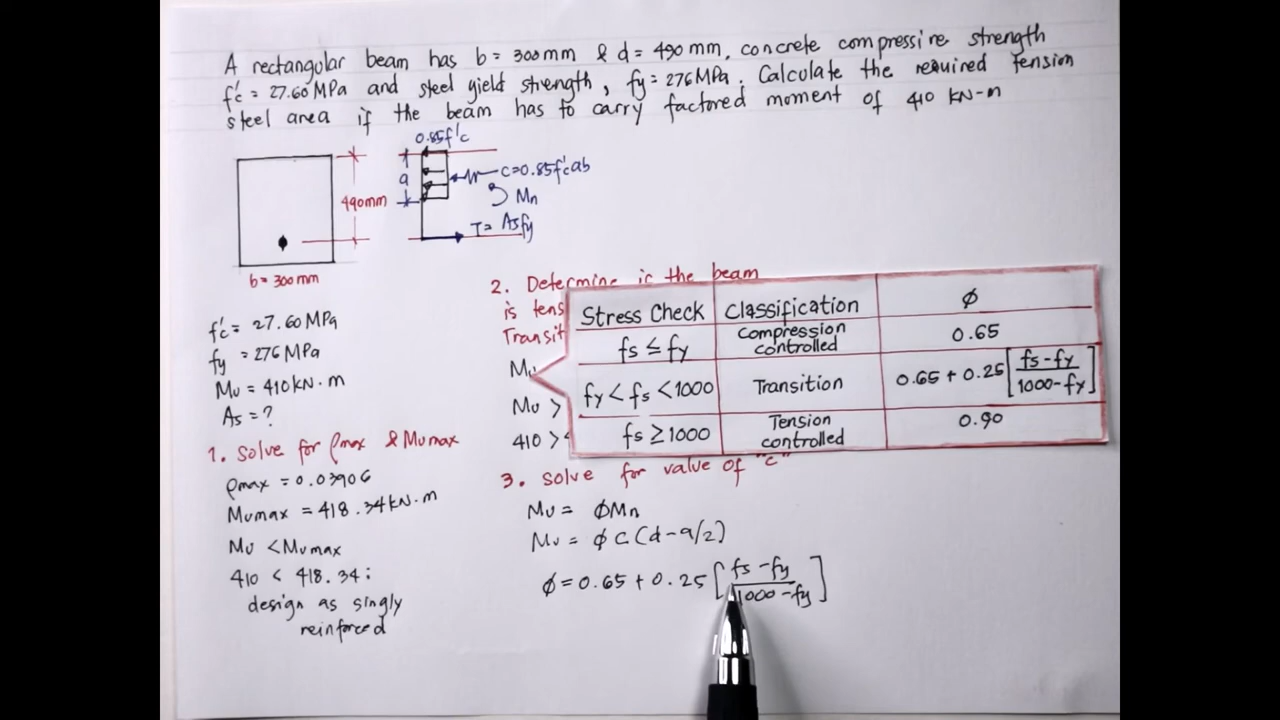 A rectangular beam has b = 300mm & d = 490 mm, concrete compressive strength
f'c = 27.60 MPa and steel yield strength, fy = 276 MPa. Calculate the required tension
steel area if the beam has to carry factored moment of 410 KN-m
0.85f'c
a
C=0.85f'cab
490mm
Mn
T= Asfy
b = 300mm
f'c = 27.60 MPa
fy = 276 MPa
Mu = 410 KN.m
As = ?
1. Solve for ρmax & Mumax
ρmax = 0.03906
Mumax = 418.34 KN.m
Mu < Mumax
410 < 418.34 ;
design as singly
reinforced
2. Determine if the beam
is tens
Transit
Mu
Mu >
410 >
Stress Check Classification φ
fs ≤ fy Compression controlled 0.65
fy < fs < 1000 Transition 0.65 + 0.25 [fs - fy / 1000 - fy]
fs ≥ 1000 Tension controlled 0.90
3. Solve for value of "c"
Mu = φMn
Mu = φ C (d - a/2)
φ = 0.65 + 0.25 [fs - fy / 1000 - fy]